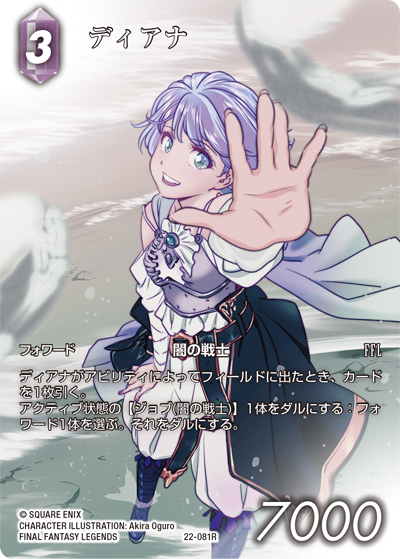 3
ディアナ
フォワード 闇の戦士 FFL
ディアナがアビリティによってフィールドに出たとき、カード
を1枚引く。
アクティブ状態の【ジョブ(闇の戦士)】1体をダルにする：フォ
ワード1体を選ぶ。それをダルにする。
© SQUARE ENIX
CHARACTER ILLUSTRATION: Akira Oguro
FINAL FANTASY LEGENDS 22-081R
7000